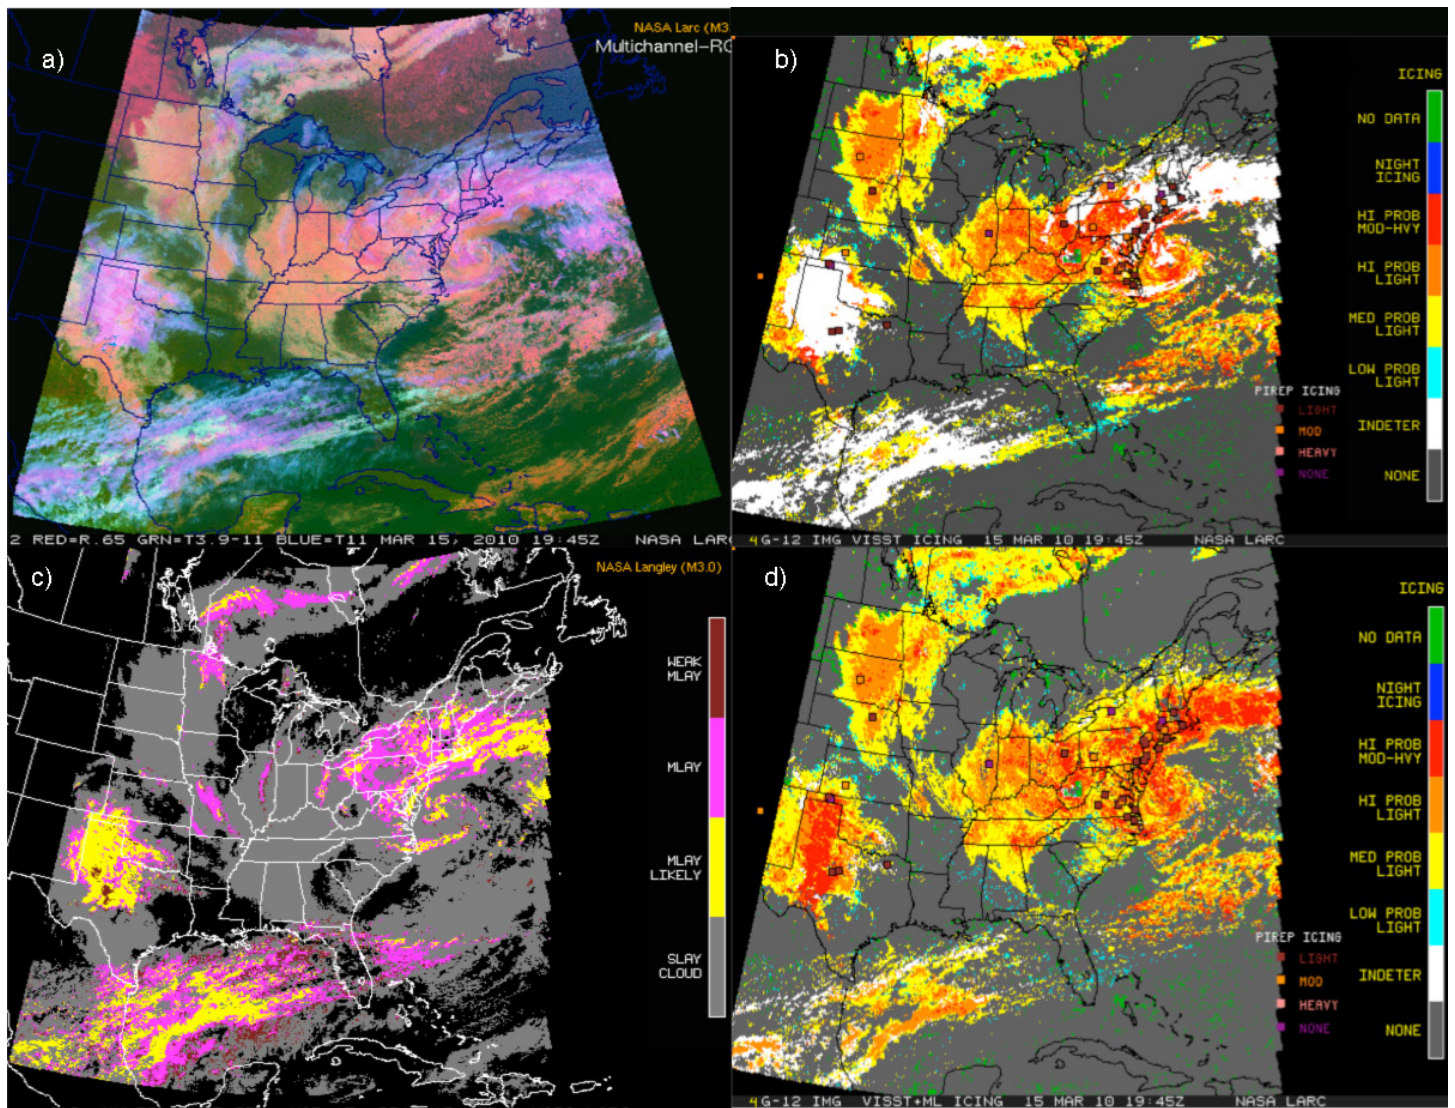 a)
NASA Larc (M3
Multichannel-RG
2 RED=R.65 GRN=T3.9-11 BLUE=T11 MAR 15, 2010 19:45Z NASA LARC
b)
ICING
NO DATA
NIGHT
ICING
HI PROB
MOD-HVY
HI PROB
LIGHT
MED PROB
LIGHT
LOW PROB
LIGHT
INDETER
NONE
PIREP ICING
LIGHT
MOD
HEAVY
NONE
4 G-12 IMG VISST ICING 15 MAR 10 19:45Z NASA LARC
c)
NASA Langley (M3.0)
WEAK
MLAY
MLAY
MLAY
LIKELY
SLAY
CLOUD
d)
ICING
NO DATA
NIGHT
ICING
HI PROB
MOD-HVY
HI PROB
LIGHT
MED PROB
LIGHT
LOW PROB
LIGHT
INDETER
NONE
PIREP ICING
LIGHT
MOD
HEAVY
NONE
4 G-12 IMG VISST+ML ICING 15 MAR 10 19:45Z NASA LARC